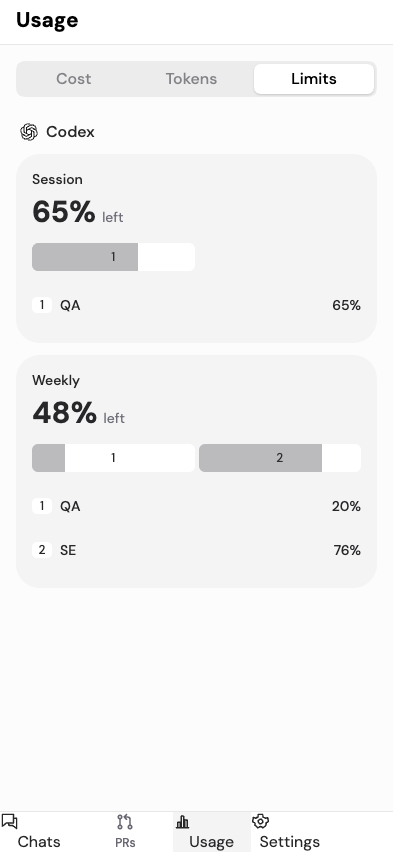 Usage
Cost Tokens Limits
Codex
Session
65% left
1
1 QA 65%
Weekly
48% left
1 2
1 QA 20%
2 SE 76%
Chats PRs Usage Settings